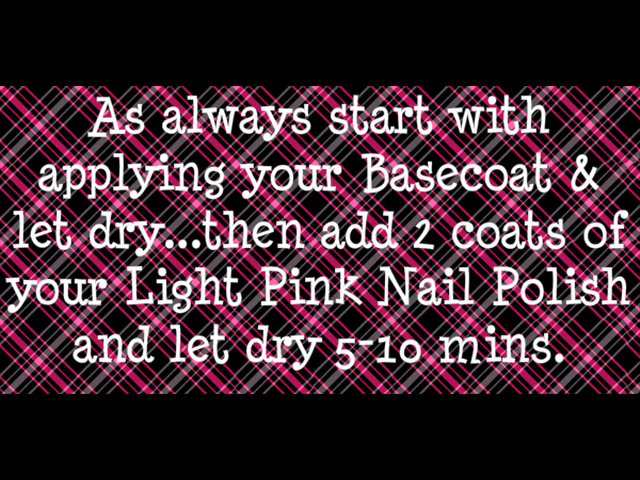 As always start with
applying your Basecoat &
let dry...then add 2 coats of
your Light Pink Nail Polish
and let dry 5-10 mins.